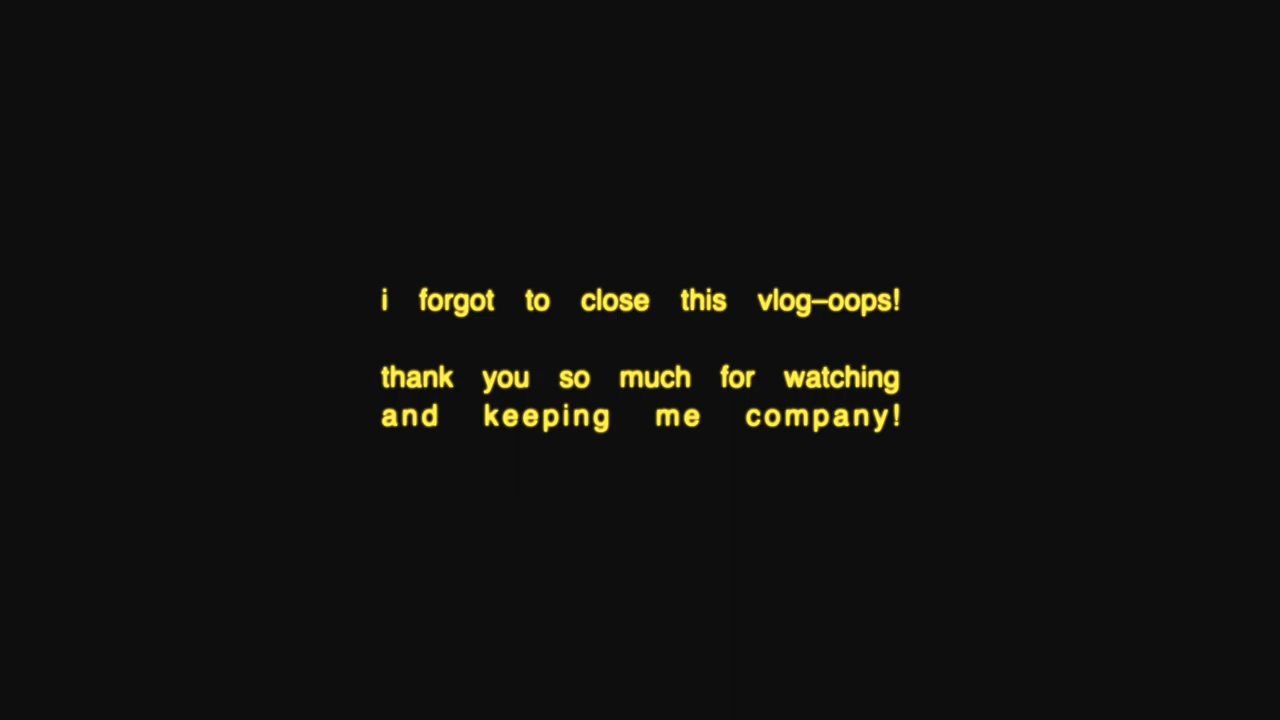 i forgot to close this vlog–oops!
thank you so much for watching
and keeping me company!